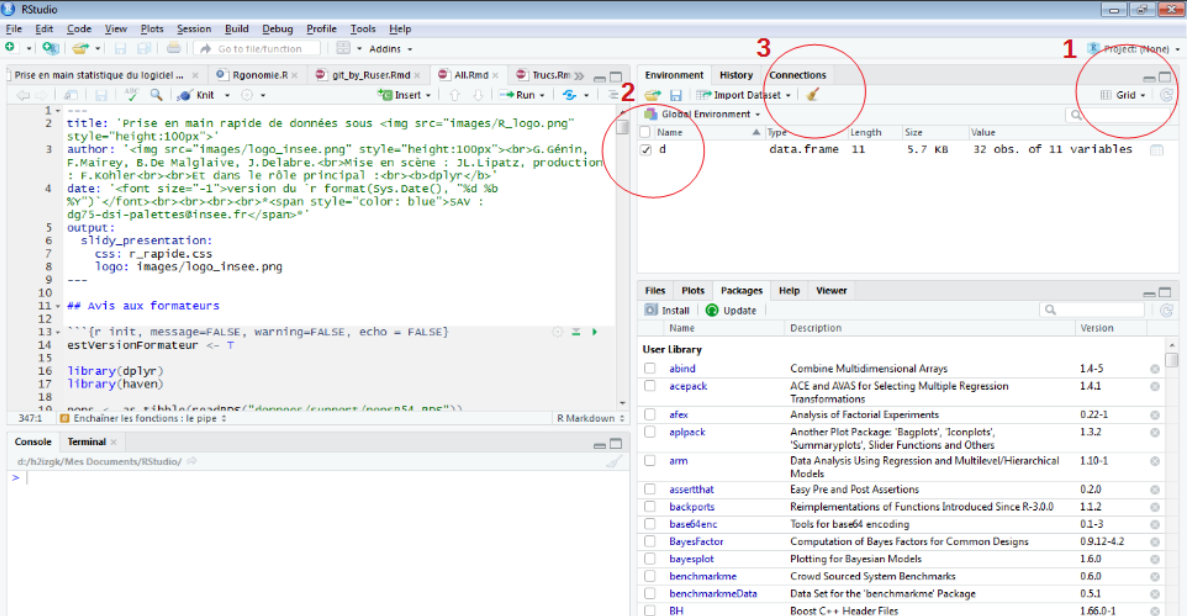 RStudio
File Edit Code View Plots Session Build Debug Profile Tools Help
Go to file/function Addins
Project: (None)
Prise en main statistique du logiciel ... Rgonomie.R git_by_Ruser.Rmd All.Rmd Trucs.Rm
Knit Insert Run
1 ---
2 title: 'Prise en main rapide de données sous <img src="images/R_logo.png"
style="height:100px">'
3 author: '<img src="images/logo_insee.png" style="height:100px"><br>G.Génin,
F.Mairey, B.De Malglaive, J.Delabre.<br>Mise en scène : JL.Lipatz, production
: F.Kohler<br><br>Et dans le rôle principal :<br><b>dplyr</b>'
4 date: '<font size="-1">version du `r format(Sys.Date(), "%d %b
%Y")`</font><br><br><br><br>*<span style="color: blue">SAV :
dg75-dsi-palettes@insee.fr</span>*'
5 output:
6 slidy_presentation:
7 css: r_rapide.css
8 logo: images/logo_insee.png
9 ---
10
11 ## Avis aux formateurs
12
13 ```{r init, message=FALSE, warning=FALSE, echo = FALSE}
14 estVersionFormateur <- T
15
16 library(dplyr)
17 library(haven)
18
347:1 Enchaîner les fonctions : le pipe R Markdown
Console Terminal
d:/h2izgk/Mes Documents/RStudio/
>
3
1
2
Environment History Connections
Import Dataset Grid
Global Environment
Name Type Length Size Value
d data.frame 11 5.7 KB 32 obs. of 11 variables
Files Plots Packages Help Viewer
Install Update
Name Description Version
User Library
abind Combine Multidimensional Arrays 1.4-5
acepack ACE and AVAS for Selecting Multiple Regression 1.4.1
Transformations
afex Analysis of Factorial Experiments 0.22-1
aplpack Another Plot Package: 'Bagplots', 'Iconplots', 1.3.2
'Summaryplots', Slider Functions and Others
arm Data Analysis Using Regression and Multilevel/Hierarchical 1.10-1
Models
assertthat Easy Pre and Post Assertions 0.2.0
backports Reimplementations of Functions Introduced Since R-3.0.0 1.1.2
base64enc Tools for base64 encoding 0.1-3
BayesFactor Computation of Bayes Factors for Common Designs 0.9.12-4.2
bayesplot Plotting for Bayesian Models 1.6.0
benchmarkme Crowd Sourced System Benchmarks 0.6.0
benchmarkmeData Data Set for the 'benchmarkme' Package 0.5.1
BH Boost C++ Header Files 1.66.0-1